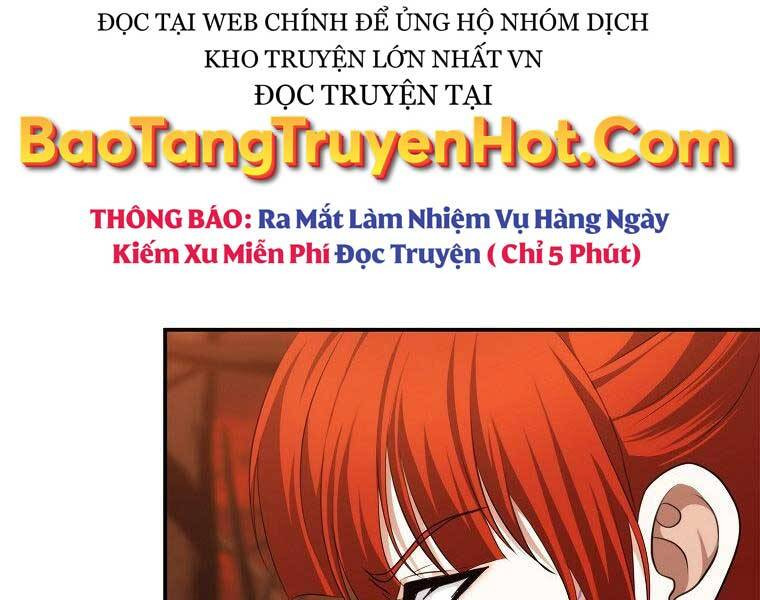 ĐỌC TẠI WEB CHÍNH ĐỂ ỦNG HỘ NHÓM DỊCH
KHO TRUYỆN LỚN NHẤT VN
ĐỌC TRUYỆN TẠI
BaoTangTruyenHot.Com
THÔNG BÁO: Ra Mắt Làm Nhiệm Vụ Hàng Ngày
Kiếm Xu Miễn Phí Đọc Truyện ( Chỉ 5 Phút)